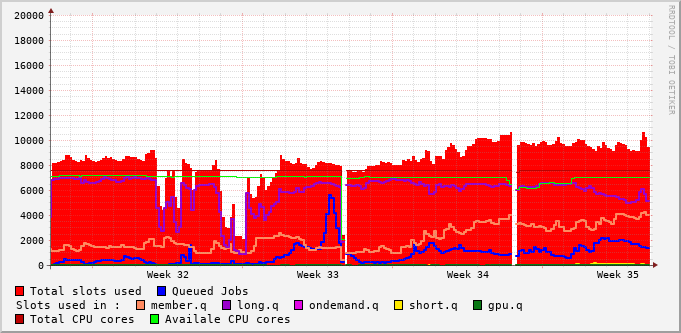 20000
18000
16000
14000
12000
10000
8000
6000
4000
2000
0
Week 32 Week 33 Week 34 Week 35
RRDTOOL / TOBI OETIKER
Total slots used Queued Jobs
Slots used in : member.q long.q ondemand.q short.q gpu.q
Total CPU cores Availale CPU cores